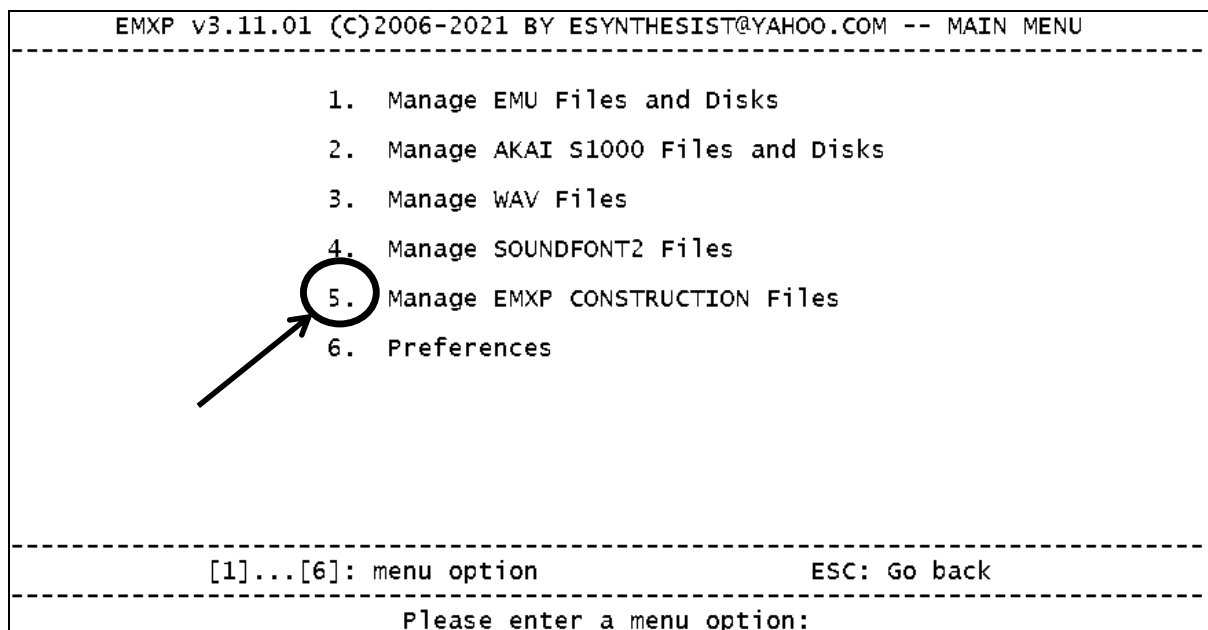 EMXP v3.11.01 (C)2006-2021 BY ESYNTHESIST@YAHOO.COM -- MAIN MENU
1. Manage EMU Files and Disks
2. Manage AKAI S1000 Files and Disks
3. Manage WAV Files
4. Manage SOUNDFONT2 Files
5. Manage EMXP CONSTRUCTION Files
6. Preferences
[1]...[6]: menu option ESC: Go back
Please enter a menu option: